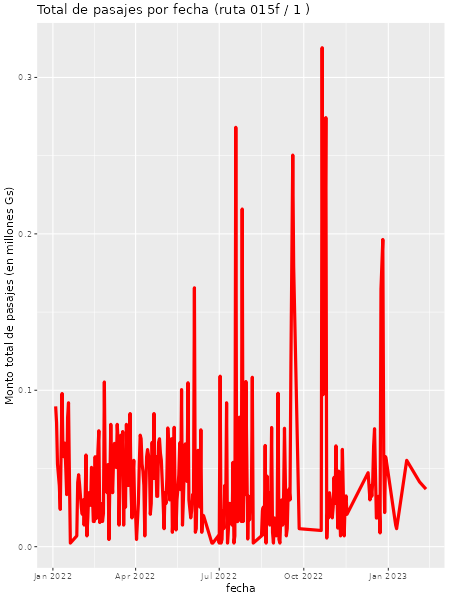 Total de pasajes por fecha (ruta 015f / 1 )
Monto total de pasajes (en millones Gs)
0.3
0.2
0.1
0.0
Jan 2022 Apr 2022 Jul 2022 Oct 2022 Jan 2023
fecha